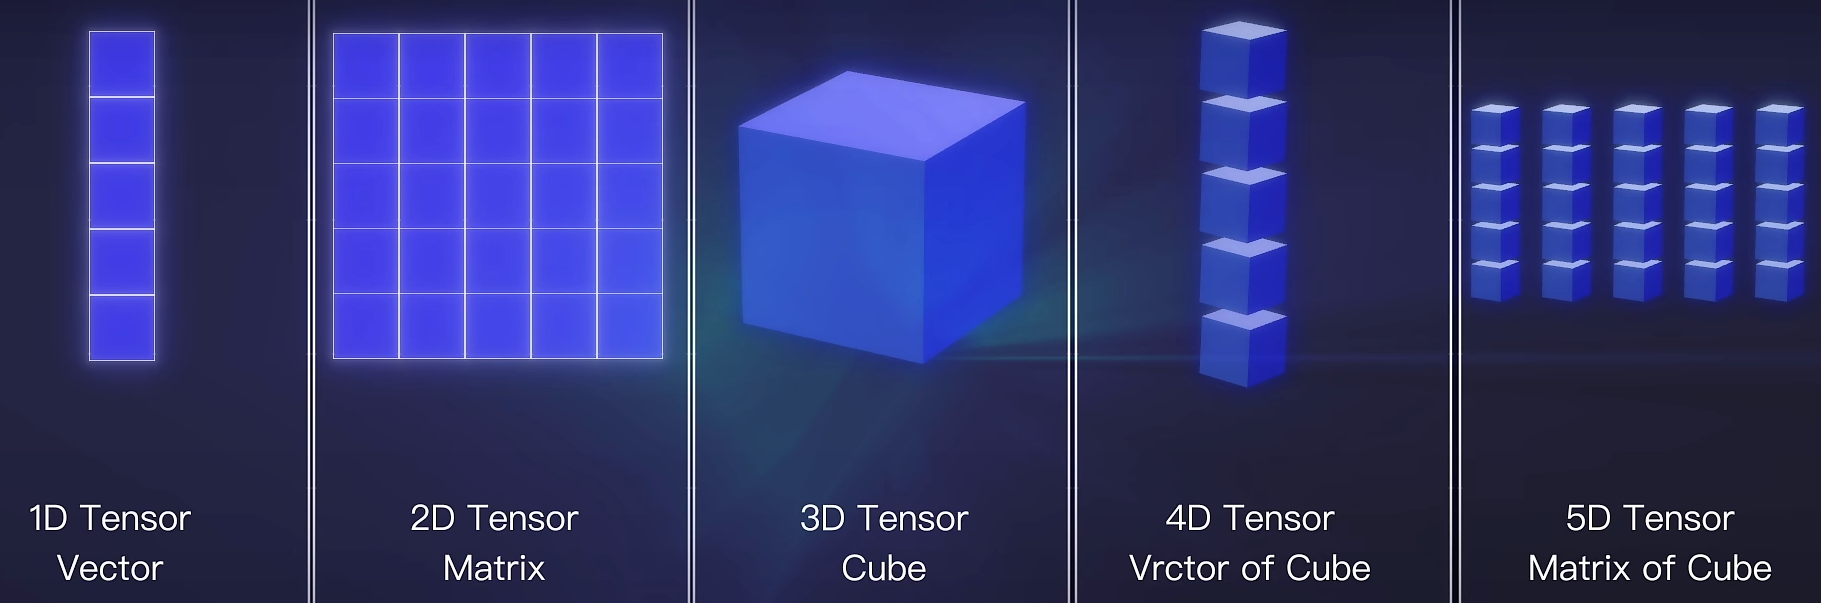 1D Tensor
Vector
2D Tensor
Matrix
3D Tensor
Cube
4D Tensor
Vrctor of Cube
5D Tensor
Matrix of Cube